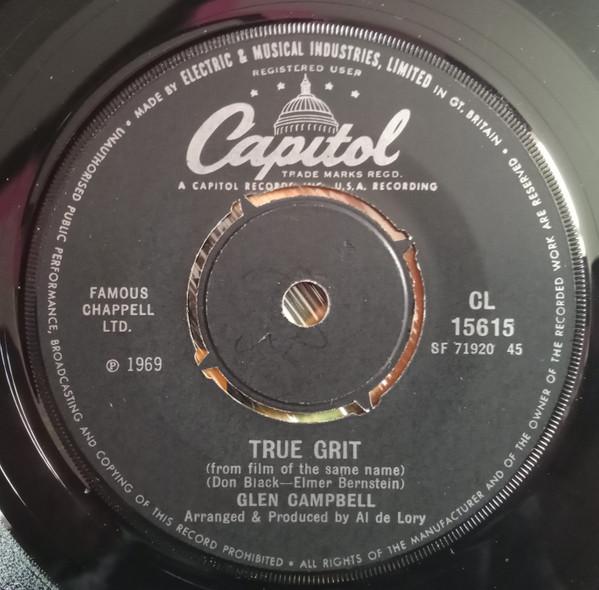 MADE BY ELECTRIC & MUSICAL INDUSTRIES, LIMITED IN GT. BRITAIN •
REGISTERED USER
Capitol
TRADE MARKS REGD.
A CAPITOL RECORDS, INC., U.S.A. RECORDING
FAMOUS
CHAPPELL
LTD.
℗ 1969
CL
15615
SF 71920 45
TRUE GRIT
(from film of the same name)
(Don Black—Elmer Bernstein)
GLEN CAMPBELL
Arranged & Produced by Al de Lory
• UNAUTHORISED PUBLIC PERFORMANCE, BROADCASTING AND COPYING OF THIS RECORD PROHIBITED • ALL RIGHTS OF THE MANUFACTURER AND OF THE OWNER OF THE RECORDED WORK ARE RESERVED